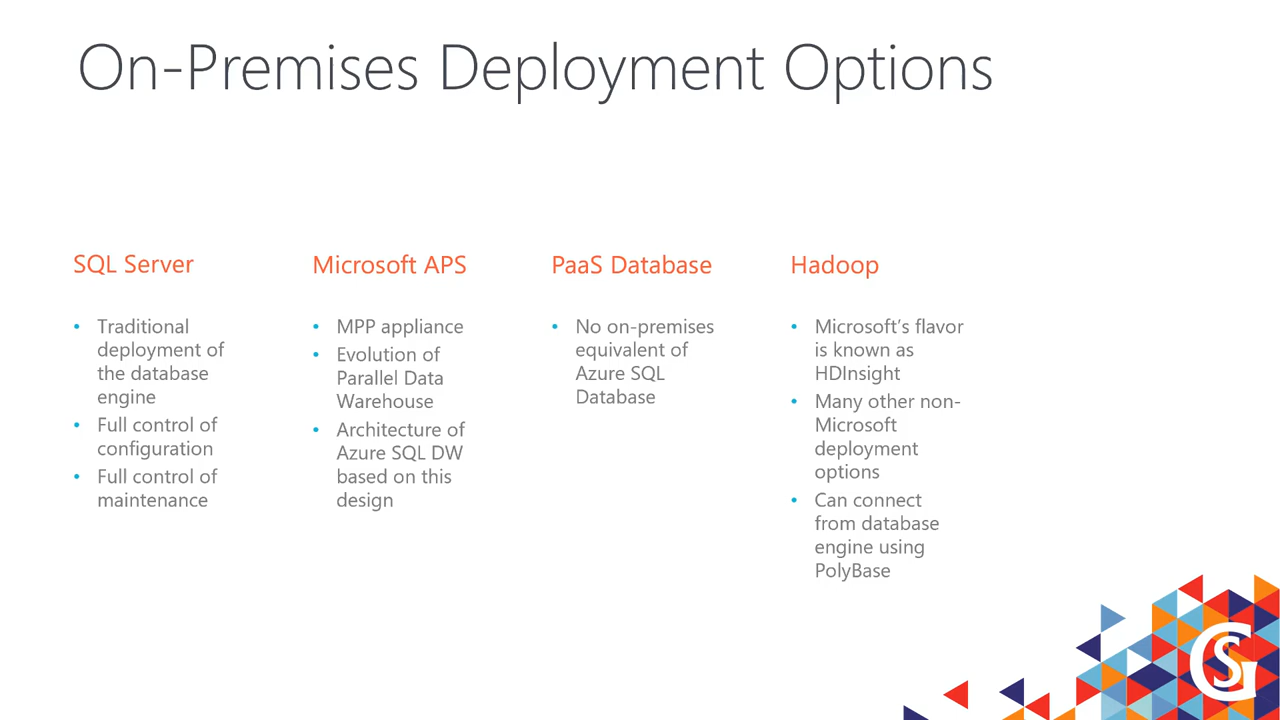 On-Premises Deployment Options
SQL Server
• Traditional
deployment of
the database
engine
• Full control of
configuration
• Full control of
maintenance
Microsoft APS
• MPP appliance
• Evolution of
Parallel Data
Warehouse
• Architecture of
Azure SQL DW
based on this
design
PaaS Database
• No on-premises
equivalent of
Azure SQL
Database
Hadoop
• Microsoft’s flavor
is known as
HDInsight
• Many other non-
Microsoft
deployment
options
• Can connect
from database
engine using
PolyBase
GS